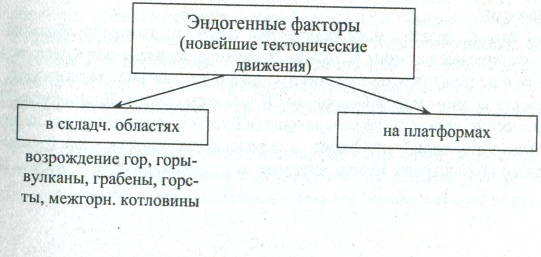 Эндогенные факторы
(новейшие тектонические
движения)
в складч. областях
на платформах
возрождение гор, горы-
вулканы, грабены, горс-
ты, межгорн. котловины